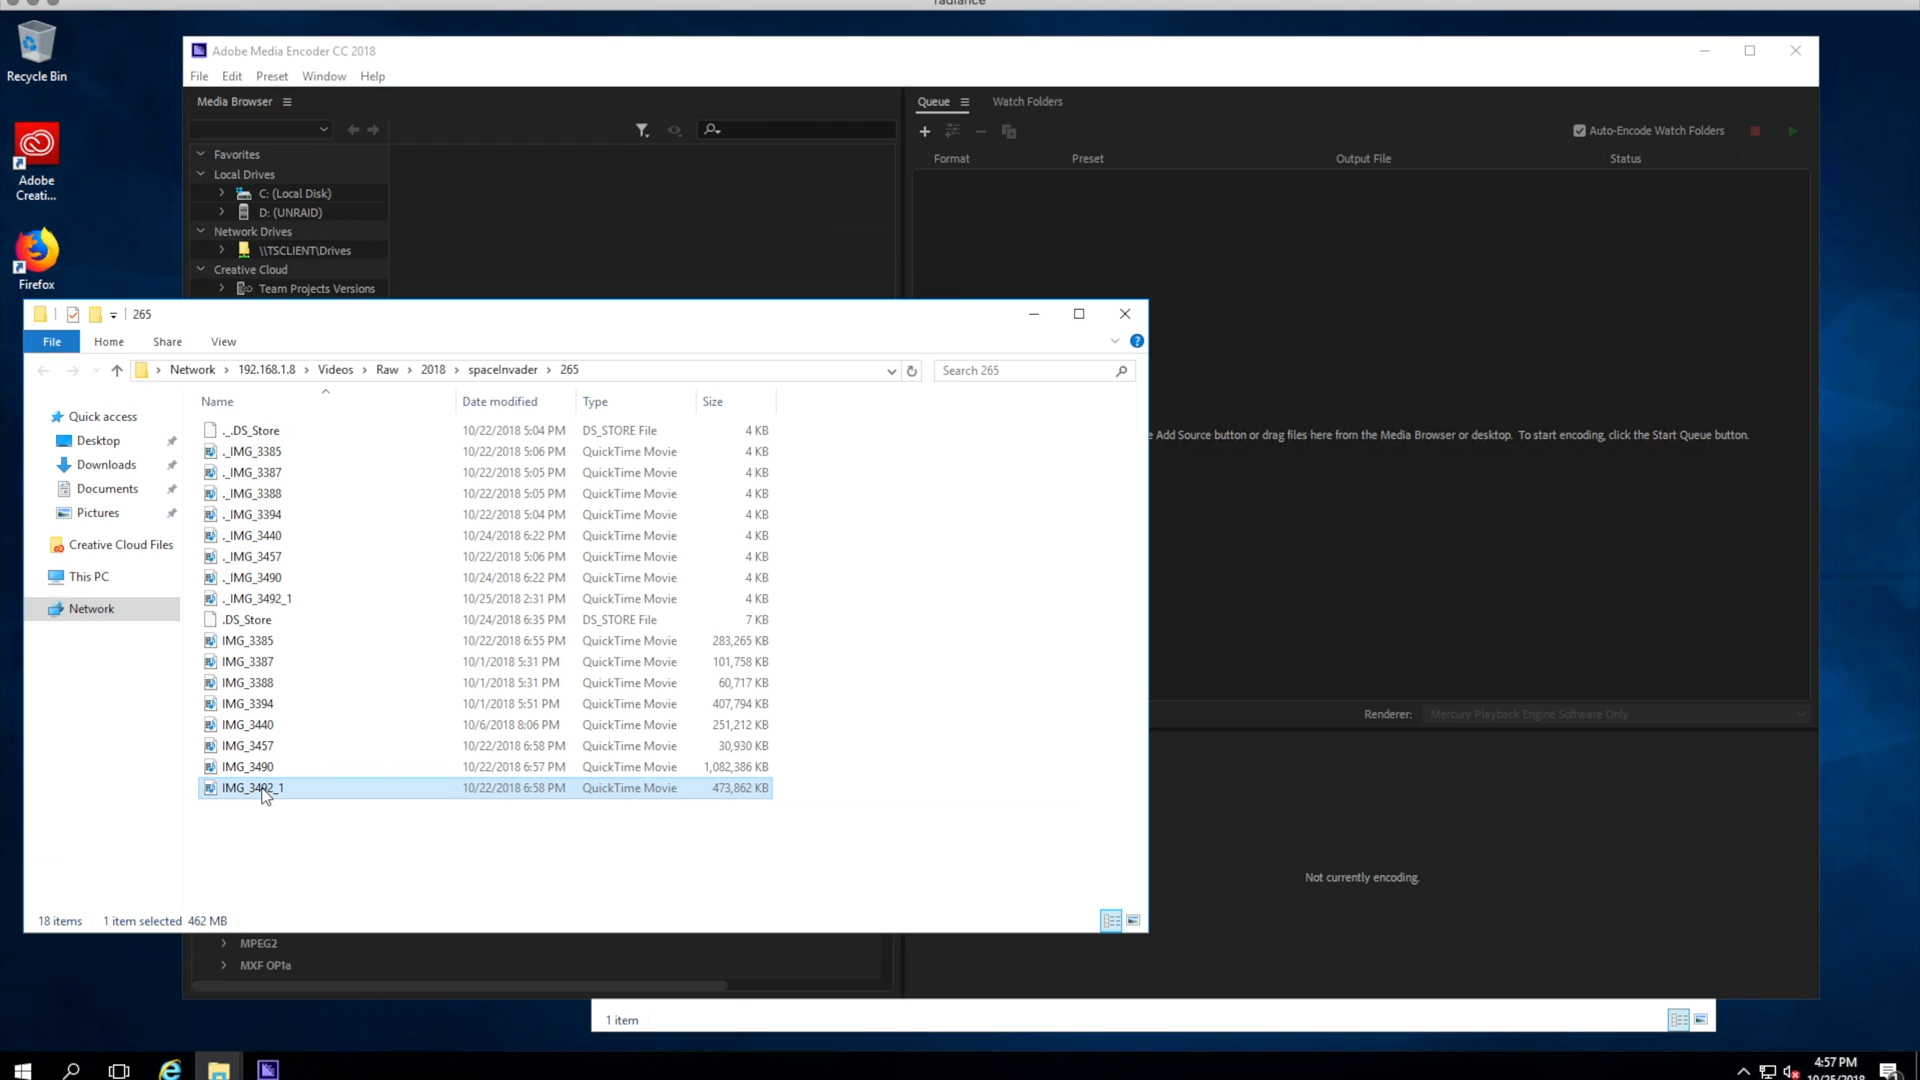 radiance
Recycle Bin
Adobe
Creati...
Firefox
Adobe Media Encoder CC 2018
File Edit Preset Window Help
Media Browser
Favorites
Local Drives
C: (Local Disk)
D: (UNRAID)
Network Drives
\\TSCLIENT\Drives
Creative Cloud
Team Projects Versions
Queue Watch Folders
Auto-Encode Watch Folders
Format Preset Output File Status
265
File Home Share View
Network › 192.168.1.8 › Videos › Raw › 2018 › spaceInvader › 265
Search 265
Quick access
Desktop
Downloads
Documents
Pictures
Creative Cloud Files
This PC
Network
Name Date modified Type Size
._.DS_Store 10/22/2018 5:04 PM DS_STORE File 4 KB
._IMG_3385 10/22/2018 5:06 PM QuickTime Movie 4 KB
._IMG_3387 10/22/2018 5:05 PM QuickTime Movie 4 KB
._IMG_3388 10/22/2018 5:05 PM QuickTime Movie 4 KB
._IMG_3394 10/22/2018 5:04 PM QuickTime Movie 4 KB
._IMG_3440 10/24/2018 6:22 PM QuickTime Movie 4 KB
._IMG_3457 10/22/2018 5:06 PM QuickTime Movie 4 KB
._IMG_3490 10/24/2018 6:22 PM QuickTime Movie 4 KB
._IMG_3492_1 10/25/2018 2:31 PM QuickTime Movie 4 KB
.DS_Store 10/24/2018 6:35 PM DS_STORE File 7 KB
IMG_3385 10/22/2018 6:55 PM QuickTime Movie 283,265 KB
IMG_3387 10/1/2018 5:31 PM QuickTime Movie 101,758 KB
IMG_3388 10/1/2018 5:31 PM QuickTime Movie 60,717 KB
IMG_3394 10/1/2018 5:51 PM QuickTime Movie 407,794 KB
IMG_3440 10/6/2018 8:06 PM QuickTime Movie 251,212 KB
IMG_3457 10/22/2018 6:58 PM QuickTime Movie 30,930 KB
IMG_3490 10/22/2018 6:57 PM QuickTime Movie 1,082,386 KB
IMG_3492_1 10/22/2018 6:58 PM QuickTime Movie 473,862 KB
18 items 1 item selected 462 MB
Add Source button or drag files here from the Media Browser or desktop. To start encoding, click the Start Queue button.
Renderer: Mercury Playback Engine Software Only
Not currently encoding.
MPEG2
MXF OP1a
1 item
4:57 PM
10/25/2018